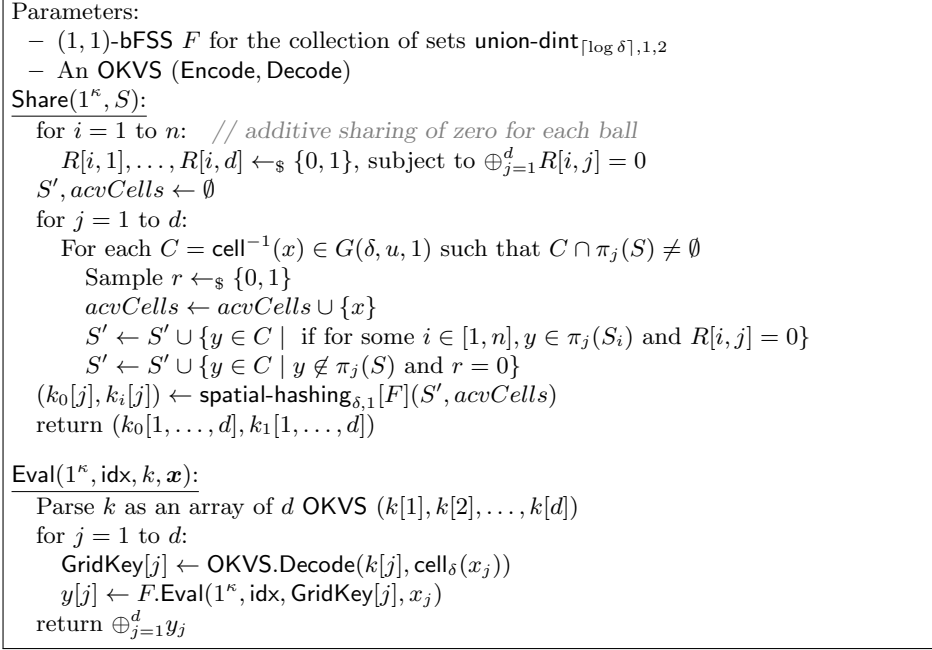 Parameters:
– (1, 1)-bFSS F for the collection of sets union-dint⌈log δ⌉,1,2
– An OKVS (Encode, Decode)
Share(1^κ, S):
for i = 1 to n: // additive sharing of zero for each ball
R[i, 1], . . . , R[i, d] ←$ {0, 1}, subject to ⊕^d_{j=1} R[i, j] = 0
S′, acvCells ← ∅
for j = 1 to d:
For each C = cell^{−1}(x) ∈ G(δ, u, 1) such that C ∩ π_j(S) ≠ ∅
Sample r ←$ {0, 1}
acvCells ← acvCells ∪ {x}
S′ ← S′ ∪ {y ∈ C | if for some i ∈ [1, n], y ∈ π_j(S_i) and R[i, j] = 0}
S′ ← S′ ∪ {y ∈ C | y ∉ π_j(S) and r = 0}
(k_0[j], k_i[j]) ← spatial-hashing_{δ,1}[F](S′, acvCells)
return (k_0[1, . . . , d], k_1[1, . . . , d])
Eval(1^κ, idx, k, x):
Parse k as an array of d OKVS (k[1], k[2], . . . , k[d])
for j = 1 to d:
GridKey[j] ← OKVS.Decode(k[j], cell_δ(x_j))
y[j] ← F.Eval(1^κ, idx, GridKey[j], x_j)
return ⊕^d_{j=1} y_j